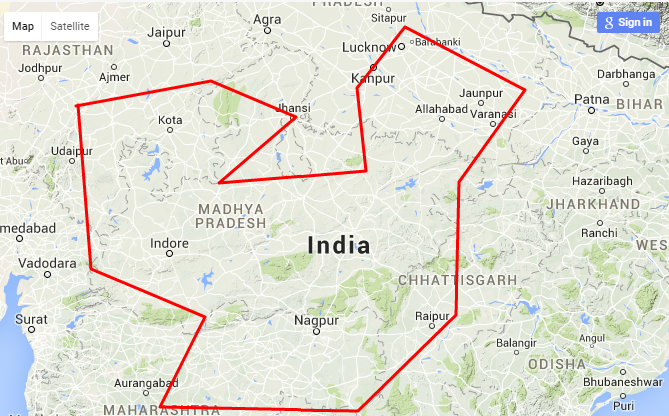 PRADESH
Sitapur
Map
Satellite
Agra
Sign in
Jaipur
Lucknow
Barabanki
RAJASTHAN
Jodhpur
Ajmer
Kanpur
Darbhanga
Jaunpur
Patna
BIHAR
Jhansi
Kota
Allahabad
Varanasi
Udaipur
Gaya
Abu
Hazaribagh
MADHYA
PRADESH
JHARKHAND
Ranchi
medabad
Indore
India
WES
Vadodara
CHHATTISGARH
Surat
Nagpur
Raipur
Balangir
Angul
ODISHA
Aurangabad
Bhubaneshwar
MAHARASHTRA
Puri